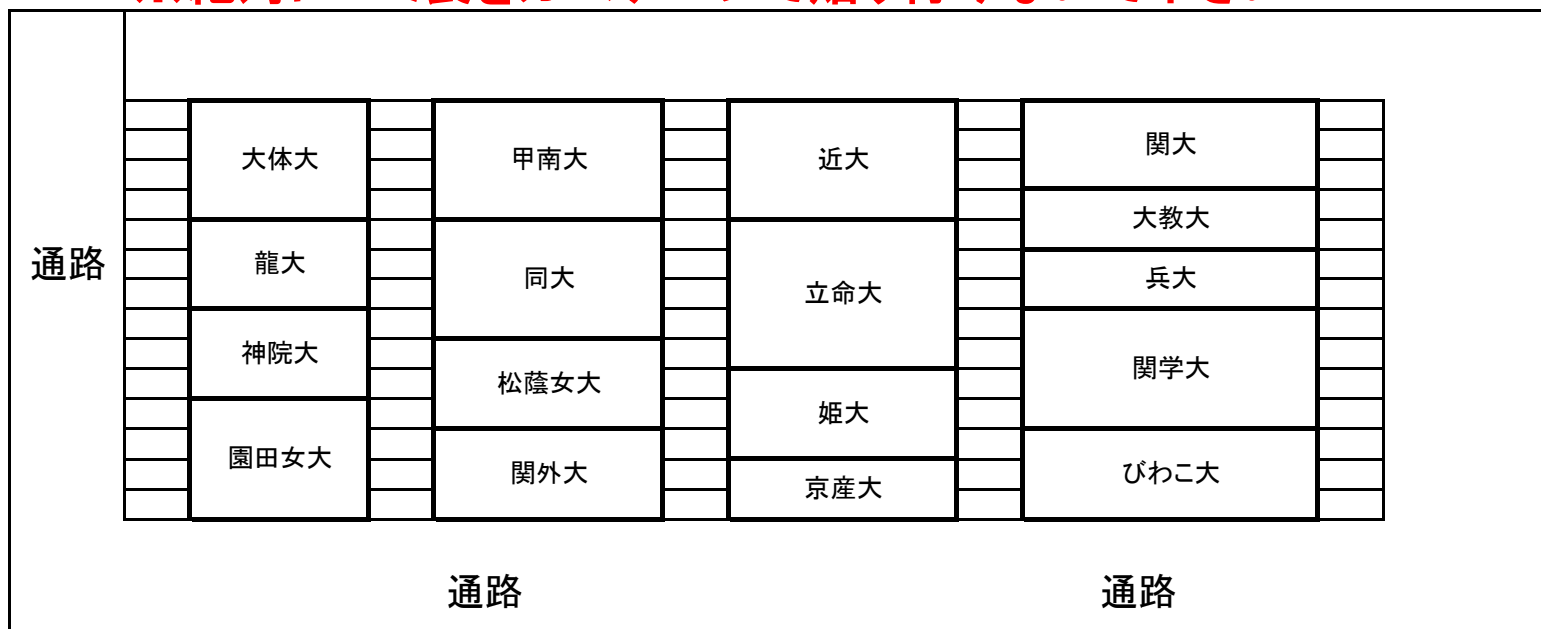 大体大
龍大
神院大
園田女大
甲南大
同大
松蔭女大
関外大
近大
立命大
姫大
京産大
関大
大教大
兵大
関学大
びわこ大
通路
通路
通路